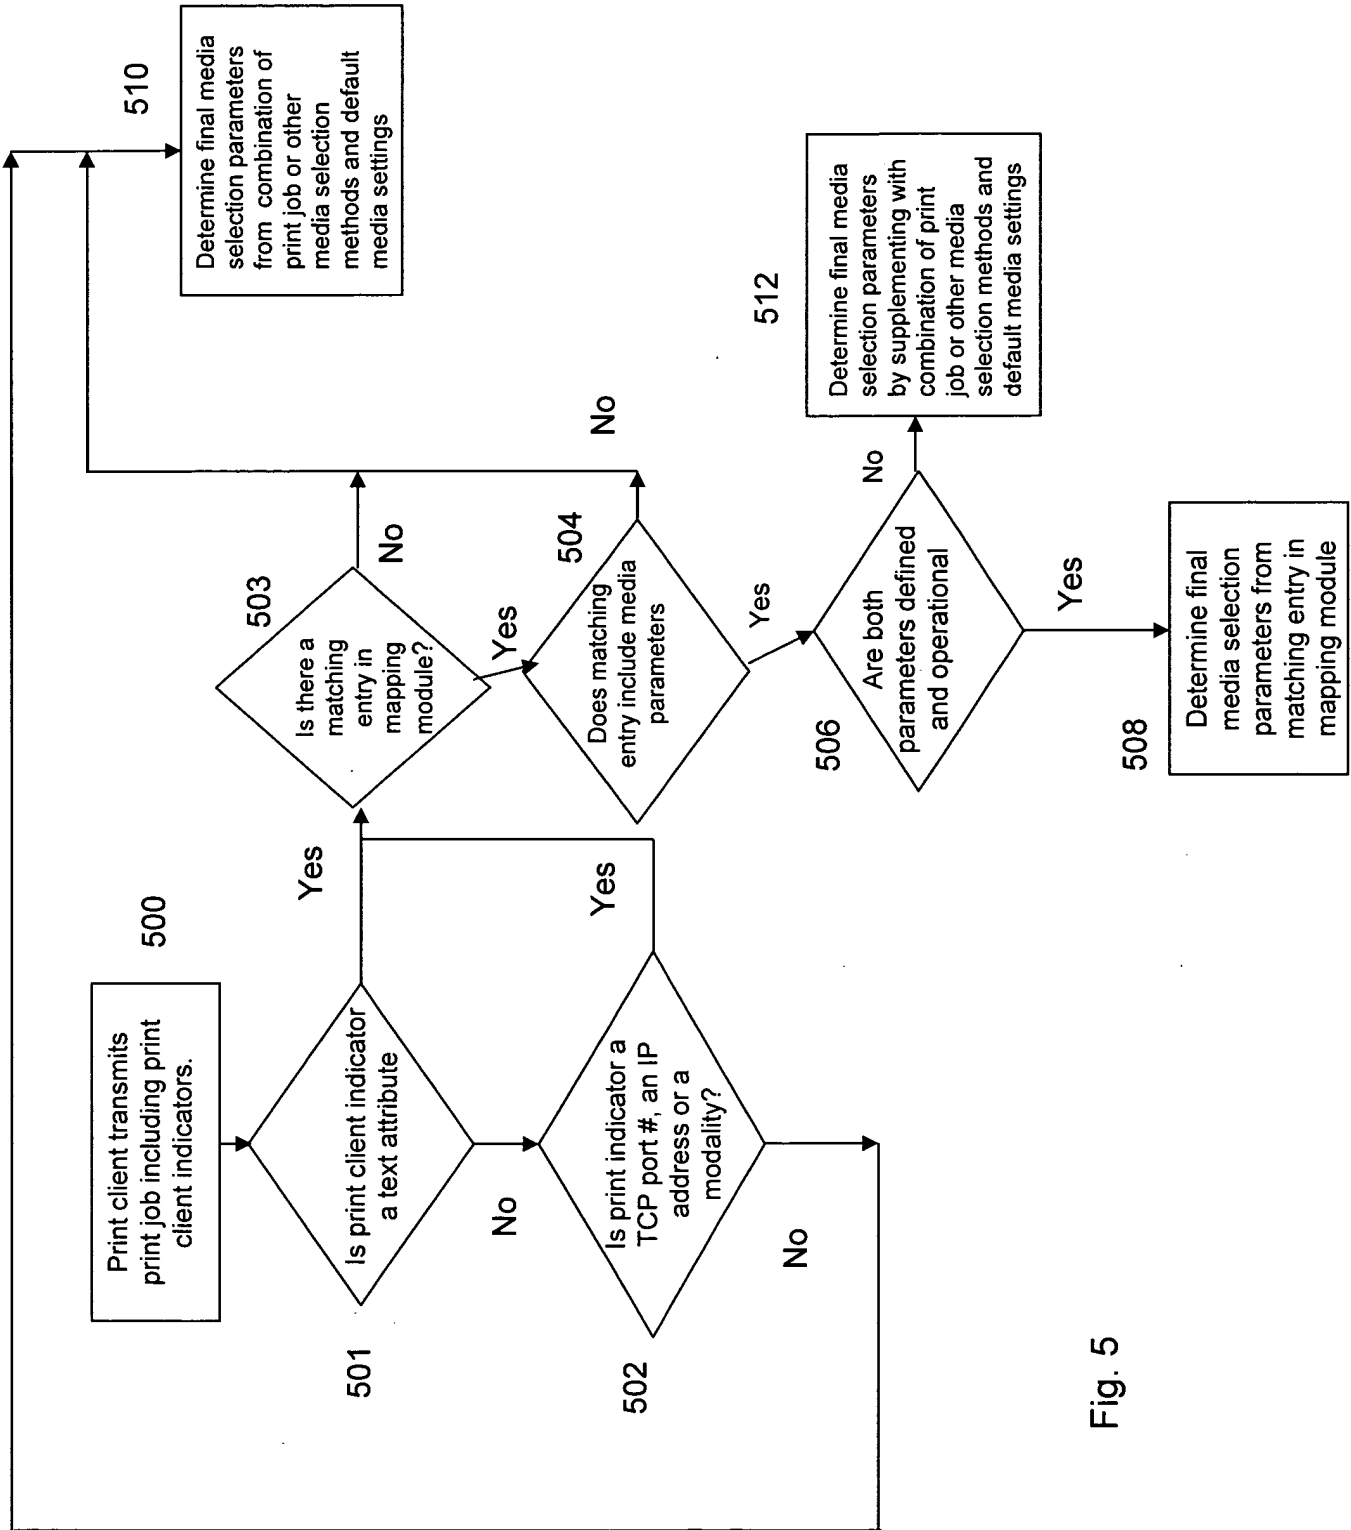 500
Print client transmits
print job including print
client indicators.
501
Is print client indicator
a text attribute
Yes
No
502
Is print indicator a
TCP port #, an IP
address or a
modality?
Yes
No
503
Is there a
matching
entry in
mapping
module?
No
Yes
504
Does matching
entry include media
parameters
No
Yes
506
Are both
parameters defined
and operational
No
Yes
508
Determine final
media selection
parameters from
matching entry in
mapping module
510
Determine final media
selection parameters
from combination of
print job or other
media selection
methods and default
media settings
512
Determine final media
selection parameters
by supplementing with
combination of print
job or other media
selection methods and
default media settings
Fig. 5